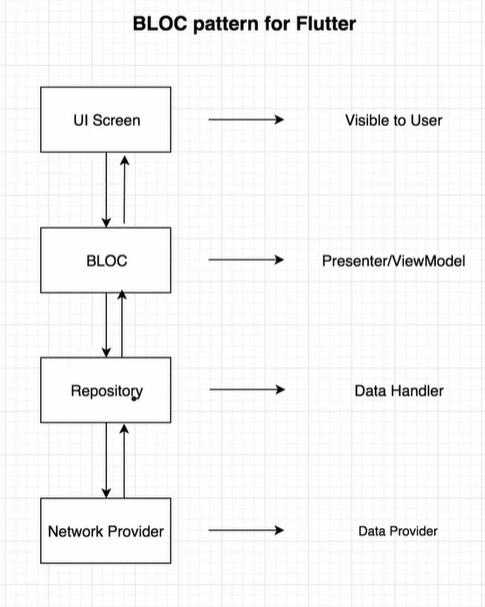 BLOC pattern for Flutter
UI Screen
Visible to User
BLOC
Presenter/ViewModel
Repository
Data Handler
Network Provider
Data Provider